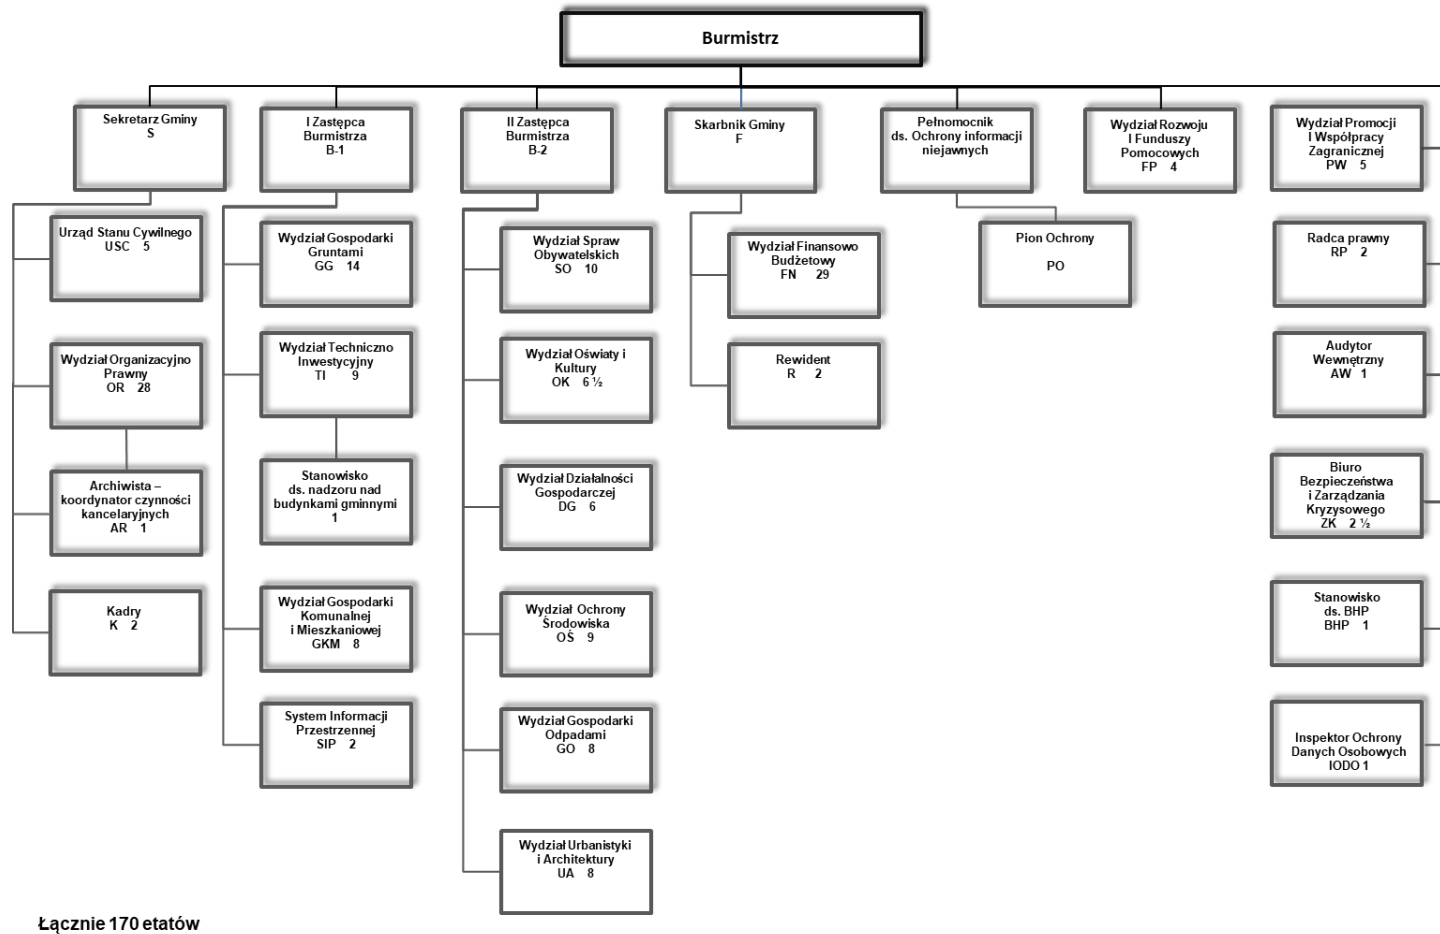 Burmistrz
Sekretarz Gminy
S
I Zastępca
Burmistrza
B-1
II Zastępca
Burmistrza
B-2
Skarbnik Gminy
F
Pełnomocnik
ds. Ochrony informacji
niejawnych
Wydział Rozwoju
I Funduszy
Pomocowych
FP 4
Wydział Promocji
I Współpracy
Zagranicznej
PW 5
Urząd Stanu Cywilnego
USC 5
Wydział Organizacyjno
Prawny
OR 28
Archiwista –
koordynator czynności
kancelaryjnych
AR 1
Kadry
K 2
Wydział Gospodarki
Gruntami
GG 14
Wydział Techniczno
Inwestycyjny
TI 9
Stanowisko
ds. nadzoru nad
budynkami gminnymi
1
Wydział Gospodarki
Komunalnej
i Mieszkaniowej
GKM 8
System Informacji
Przestrzennej
SIP 2
Wydział Spraw
Obywatelskich
SO 10
Wydział Oświaty i
Kultury
OK 6 ½
Wydział Działalności
Gospodarczej
DG 6
Wydział Ochrony
Środowiska
OŚ 9
Wydział Gospodarki
Odpadami
GO 8
Wydział Urbanistyki
i Architektury
UA 8
Wydział Finansowo
Budżetowy
FN 29
Rewident
R 2
Pion Ochrony
PO
Radca prawny
RP 2
Audytor
Wewnętrzny
AW 1
Biuro
Bezpieczeństwa
i Zarządzania
Kryzysowego
ZK 2 ½
Stanowisko
ds. BHP
BHP 1
Inspektor Ochrony
Danych Osobowych
IODO 1
Łącznie 170 etatów